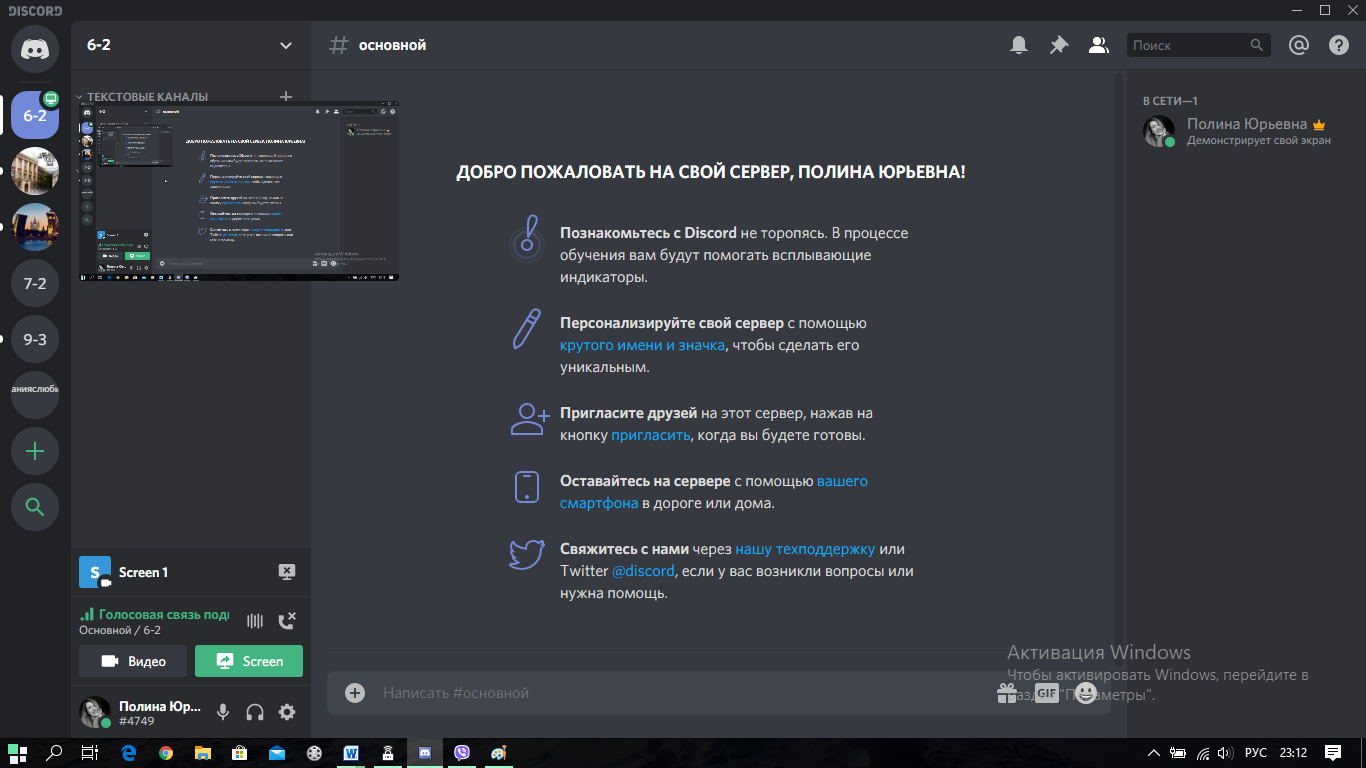 DISCORD
6-2
основной
Поиск
ТЕКСТОВЫЕ КАНАЛЫ
6-2
7-2
9-3
анияслюби
В СЕТИ—1
Полина Юрьевна
Демонстрирует свой экран
ДОБРО ПОЖАЛОВАТЬ НА СВОЙ СЕРВЕР, ПОЛИНА ЮРЬЕВНА!
Познакомьтесь с Discord не торопясь. В процессе
обучения вам будут помогать всплывающие
индикаторы.
Персонализируйте свой сервер с помощью
крутого имени и значка, чтобы сделать его
уникальным.
Пригласите друзей на этот сервер, нажав на
кнопку пригласить, когда вы будете готовы.
Оставайтесь на сервере с помощью вашего
смартфона в дороге или дома.
Свяжитесь с нами через нашу техподдержку или
Twitter @discord, если у вас возникли вопросы или
нужна помощь.
S
Screen 1
Голосовая связь подк
Основной / 6-2
Видео
Screen
Полина Юр...
#4749
Написать #основной
GIF
Активация Windows
Чтобы активировать Windows, перейдите в
раздел "Параметры".
РУС
23:12